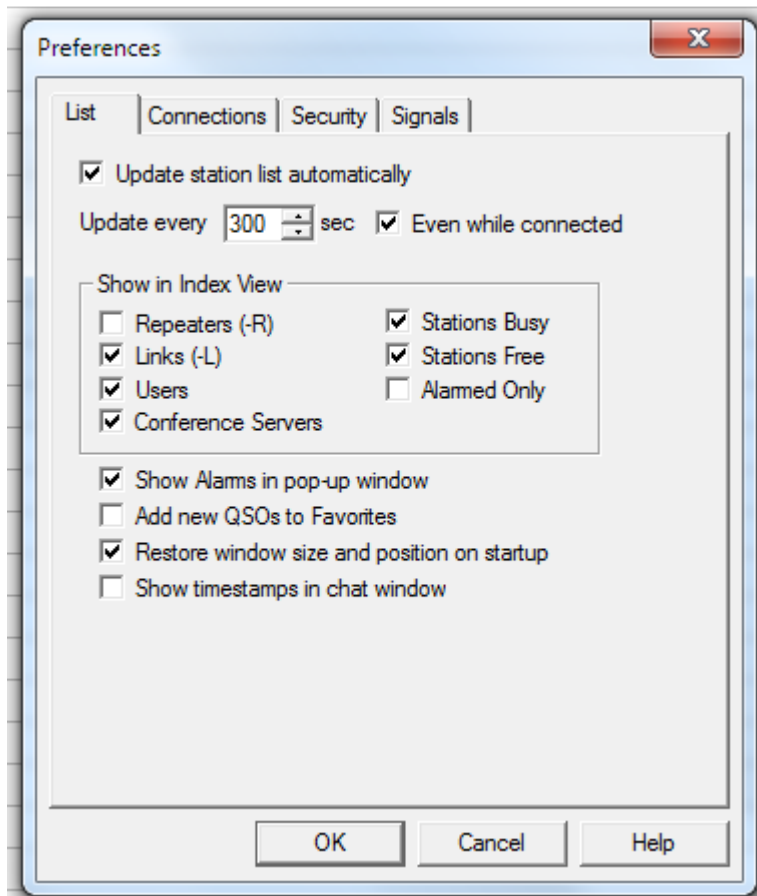 Preferences
List Connections Security Signals
Update station list automatically
Update every 300 sec Even while connected
Show in Index View
Repeaters (-R) Stations Busy
Links (-L) Stations Free
Users Alarmed Only
Conference Servers
Show Alarms in pop-up window
Add new QSOs to Favorites
Restore window size and position on startup
Show timestamps in chat window
OK Cancel Help